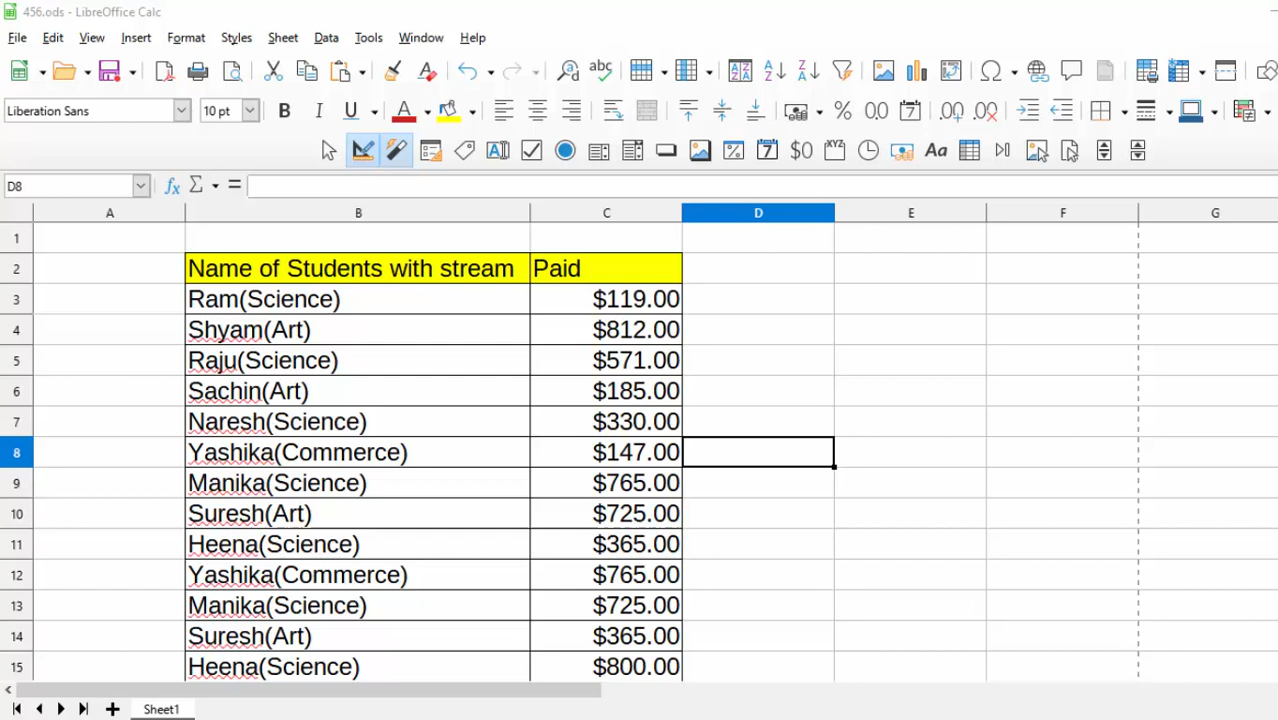 456.ods - LibreOffice Calc
File Edit View Insert Format Styles Sheet Data Tools Window Help
Liberation Sans 10 pt
D8
A B C D E F G
1
2 Name of Students with stream Paid
3 Ram(Science) $119.00
4 Shyam(Art) $812.00
5 Raju(Science) $571.00
6 Sachin(Art) $185.00
7 Naresh(Science) $330.00
8 Yashika(Commerce) $147.00
9 Manika(Science) $765.00
10 Suresh(Art) $725.00
11 Heena(Science) $365.00
12 Yashika(Commerce) $765.00
13 Manika(Science) $725.00
14 Suresh(Art) $365.00
15 Heena(Science) $800.00
Sheet1